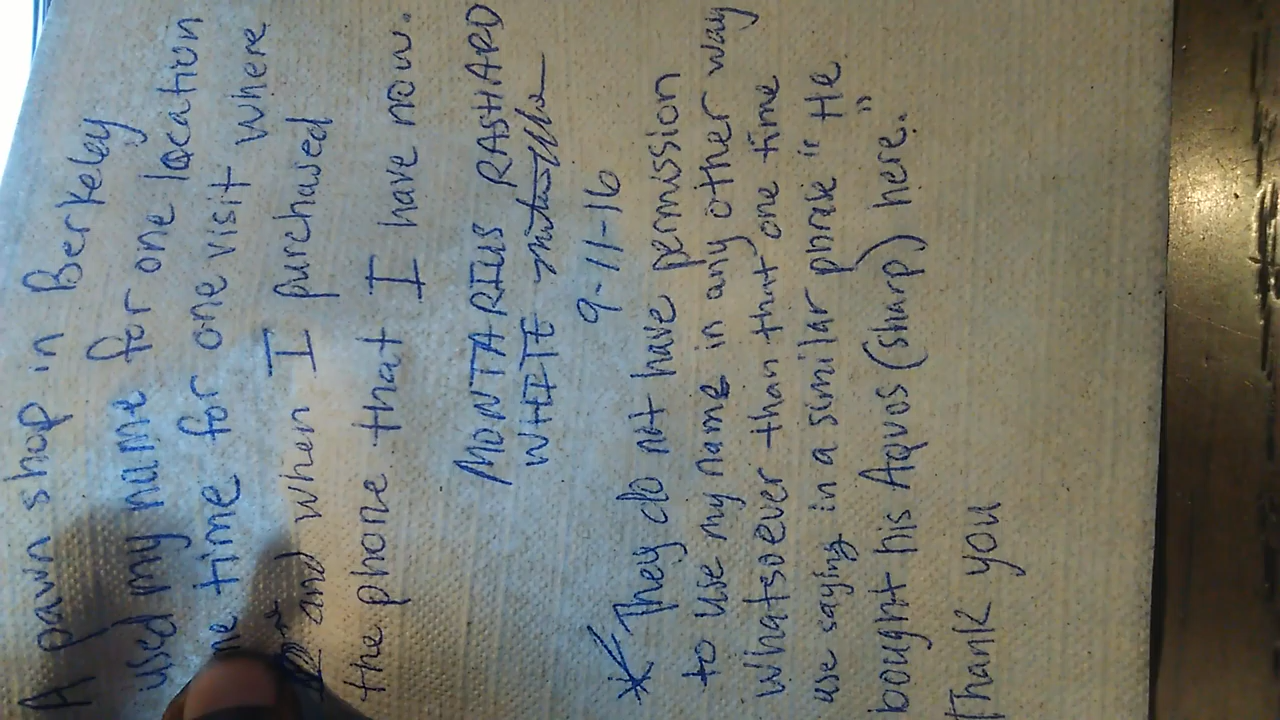 A pawn shop in Berkeley
used my name for one location
time for one visit where
and when I purchased
the phone that I have now.
MONTARIUS RASHARD
WHITE
9-11-16
* They do not have permission
to use my name in any other way
whatsoever than that one time
use saying in a similar phrase "He
bought his Aquos (sharp) here."
Thank you